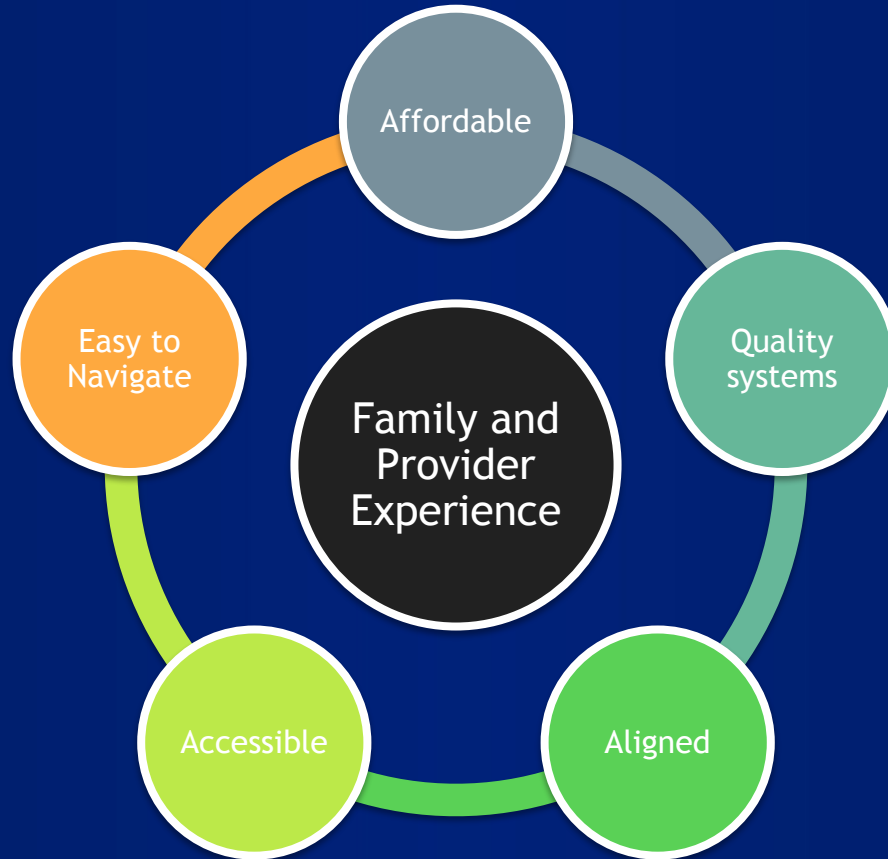 Affordable
Quality
systems
Aligned
Accessible
Easy to
Navigate
Family and
Provider
Experience